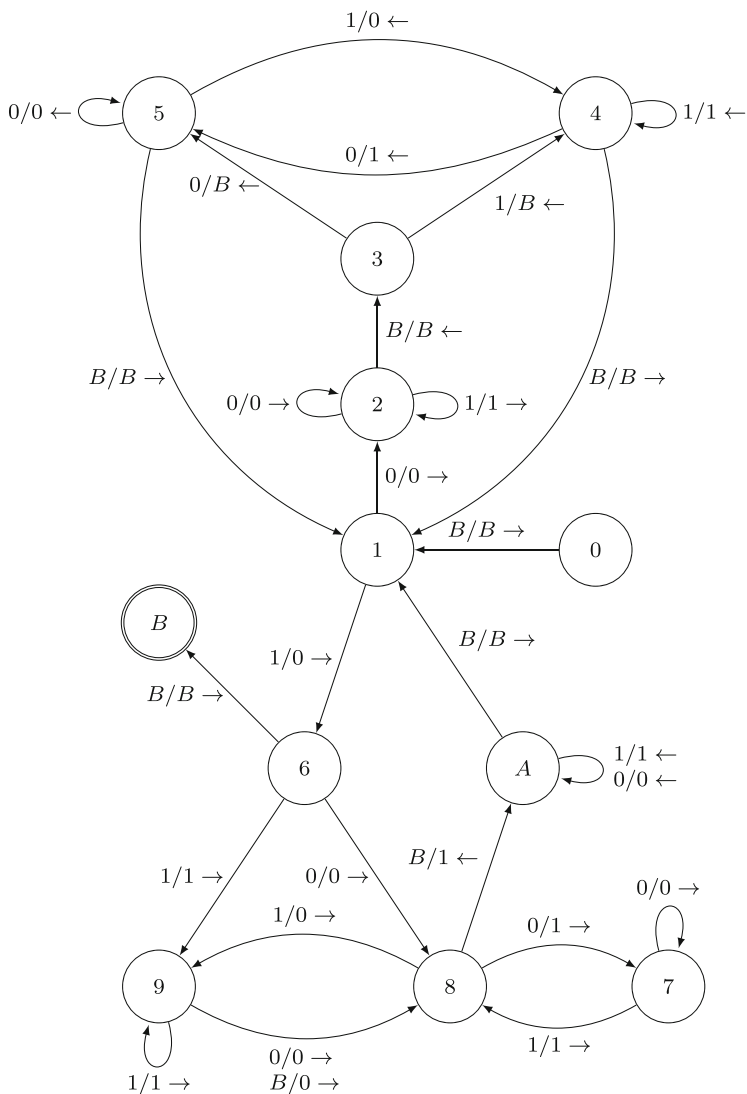 1/0 ←
0/0 ←
5
4
1/1 ←
0/1 ←
0/B ←
1/B ←
3
B/B ←
B/B →
B/B →
0/0 →
2
1/1 →
0/0 →
B/B →
1
0
B
B/B →
1/0 →
B/B →
6
A
1/1 ←
0/0 ←
B/1 ←
1/1 →
0/0 →
0/0 →
1/0 →
0/1 →
9
8
7
1/1 →
0/0 →
B/0 →
1/1 →